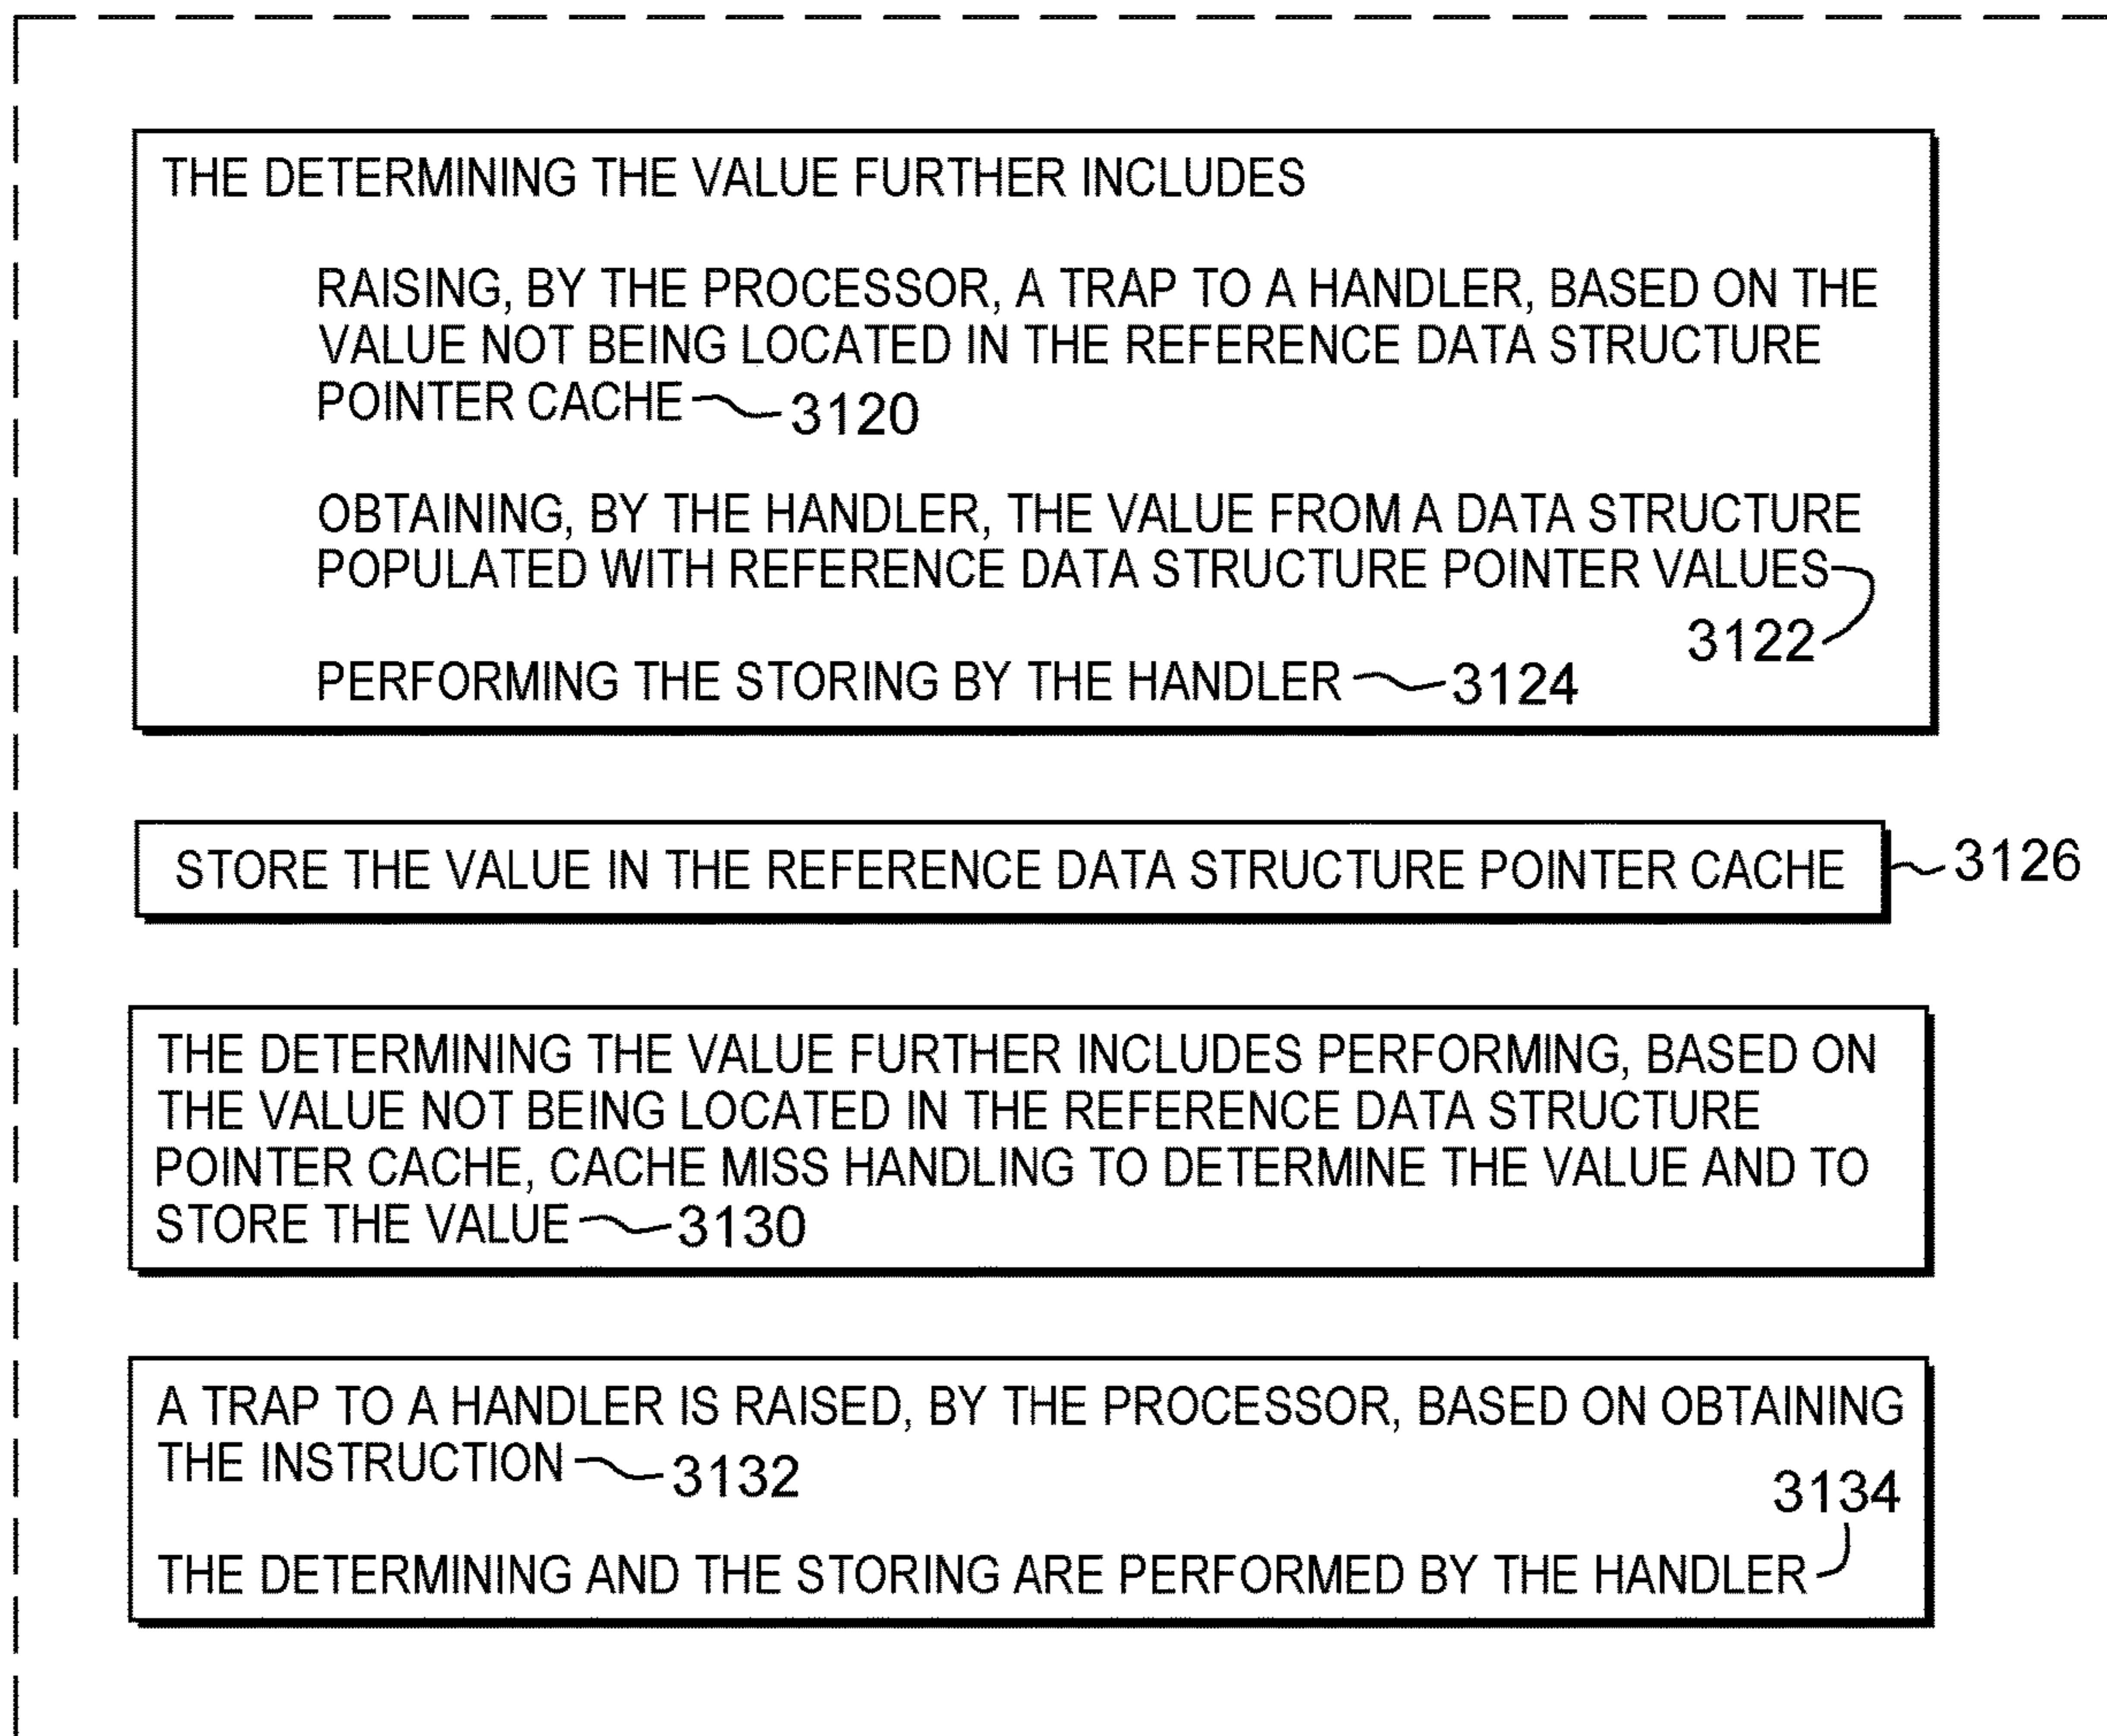 THE DETERMINING THE VALUE FURTHER INCLUDES
RAISING, BY THE PROCESSOR, A TRAP TO A HANDLER, BASED ON THE
VALUE NOT BEING LOCATED IN THE REFERENCE DATA STRUCTURE
POINTER CACHE 3120
OBTAINING, BY THE HANDLER, THE VALUE FROM A DATA STRUCTURE
POPULATED WITH REFERENCE DATA STRUCTURE POINTER VALUES
3122
PERFORMING THE STORING BY THE HANDLER 3124
STORE THE VALUE IN THE REFERENCE DATA STRUCTURE POINTER CACHE 3126
THE DETERMINING THE VALUE FURTHER INCLUDES PERFORMING, BASED ON
THE VALUE NOT BEING LOCATED IN THE REFERENCE DATA STRUCTURE
POINTER CACHE, CACHE MISS HANDLING TO DETERMINE THE VALUE AND TO
STORE THE VALUE 3130
A TRAP TO A HANDLER IS RAISED, BY THE PROCESSOR, BASED ON OBTAINING
THE INSTRUCTION 3132
3134
THE DETERMINING AND THE STORING ARE PERFORMED BY THE HANDLER